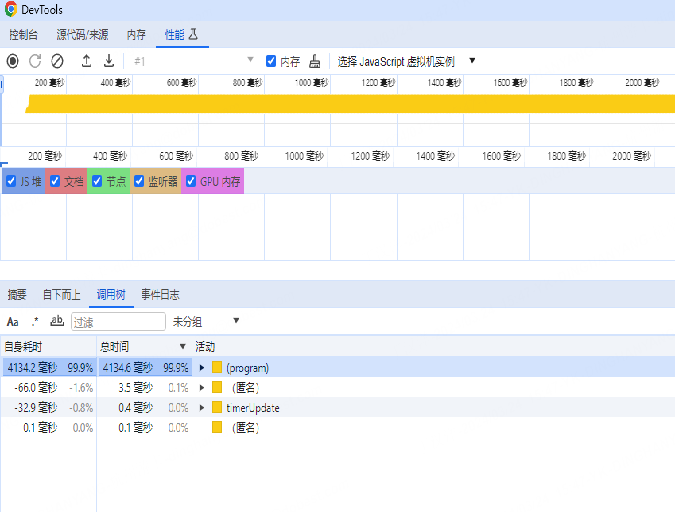 DevTools
控制台 源代码/来源 内存 性能
#1 内存 选择 JavaScript 虚拟机实例
200 毫秒 400 毫秒 600 毫秒 800 毫秒 1000 毫秒 1200 毫秒 1400 毫秒 1600 毫秒 1800 毫秒 2000 毫秒
200 毫秒 400 毫秒 600 毫秒 800 毫秒 1000 毫秒 1200 毫秒 1400 毫秒 1600 毫秒 1800 毫秒 2000 毫秒
JS 堆 文档 节点 监听器 GPU 内存
摘要 自下而上 调用树 事件日志
Aa .* ab 过滤 未分组
自身耗时 总时间 活动
4134.2 毫秒 99.9% 4134.6 毫秒 99.9% (program)
-66.0 毫秒 -1.6% 3.5 毫秒 0.1% （匿名）
-32.9 毫秒 -0.8% 0.4 毫秒 0.0% timerUpdate
0.1 毫秒 0.0% 0.1 毫秒 0.0% （匿名）